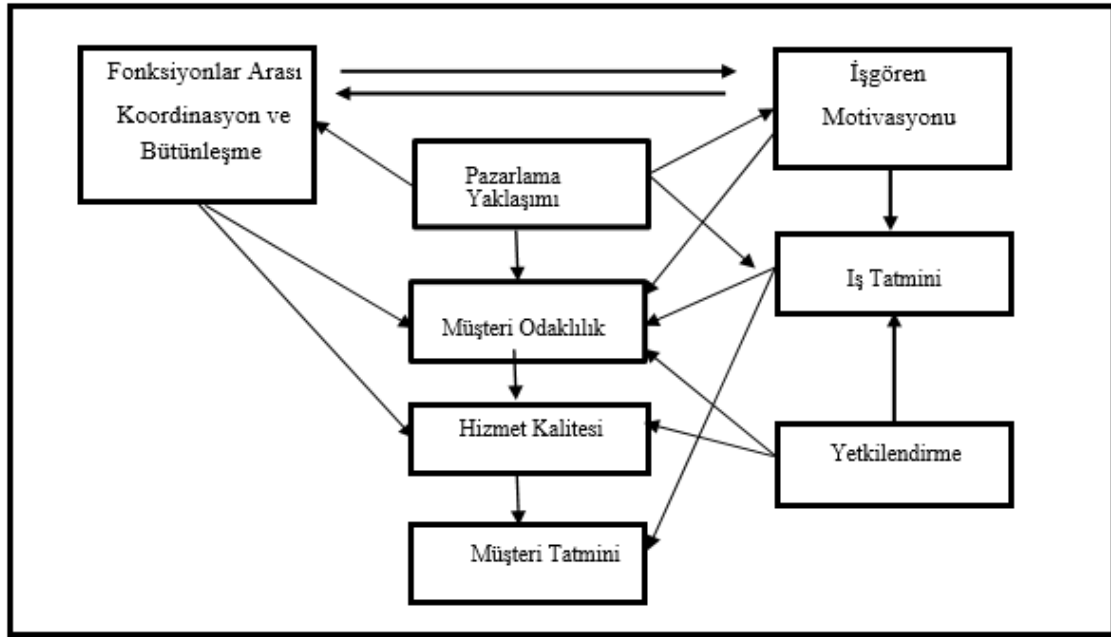 Fonksiyonlar Arası
Koordinasyon ve
Bütünleşme
İşgören
Motivasyonu
Pazarlama
Yaklaşımı
Iş Tatmini
Müşteri Odaklılık
Hizmet Kalitesi
Yetkilendirme
Müşteri Tatmini